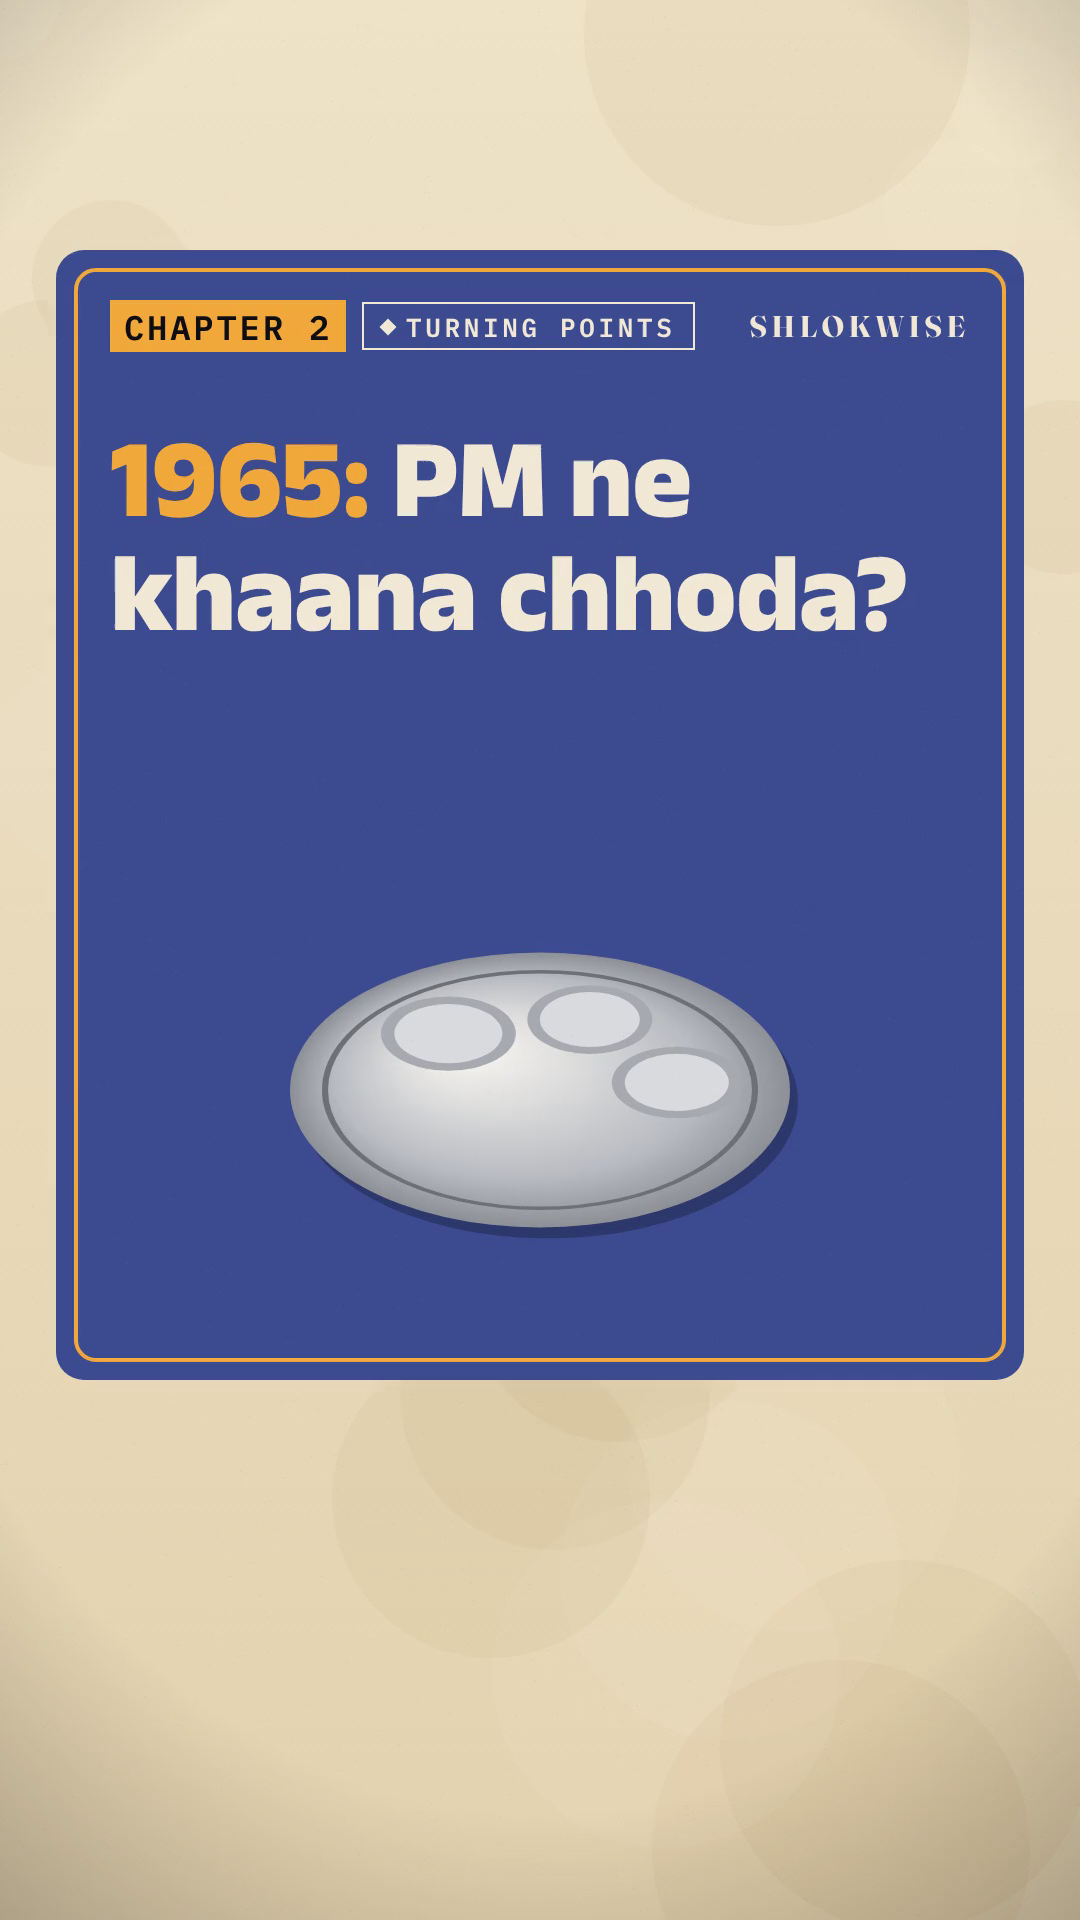 CHAPTER 2
◆ TURNING POINTS
SHLOKWISE
1965: PM ne
khaana chhoda?